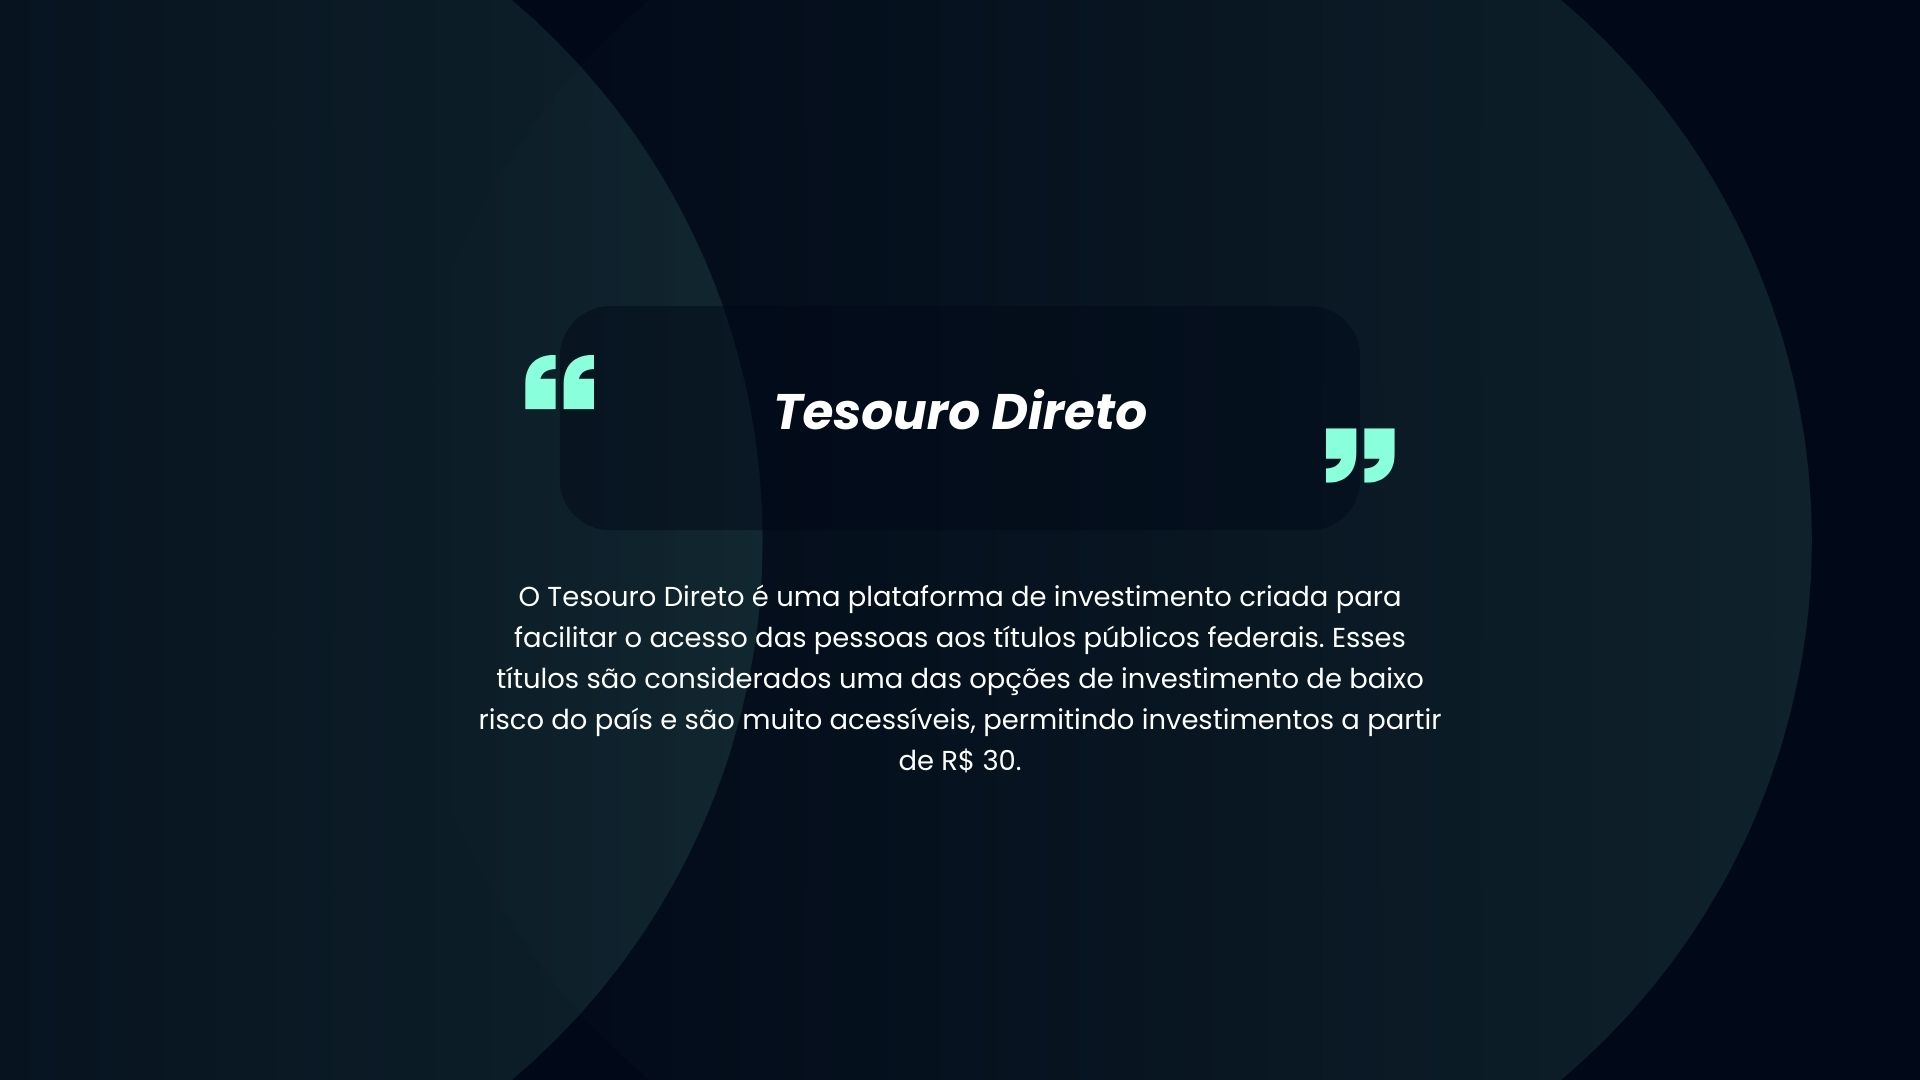 “
Tesouro Direto
”
O Tesouro Direto é uma plataforma de investimento criada para
facilitar o acesso das pessoas aos títulos públicos federais. Esses
títulos são considerados uma das opções de investimento de baixo
risco do país e são muito acessíveis, permitindo investimentos a partir
de R$ 30.